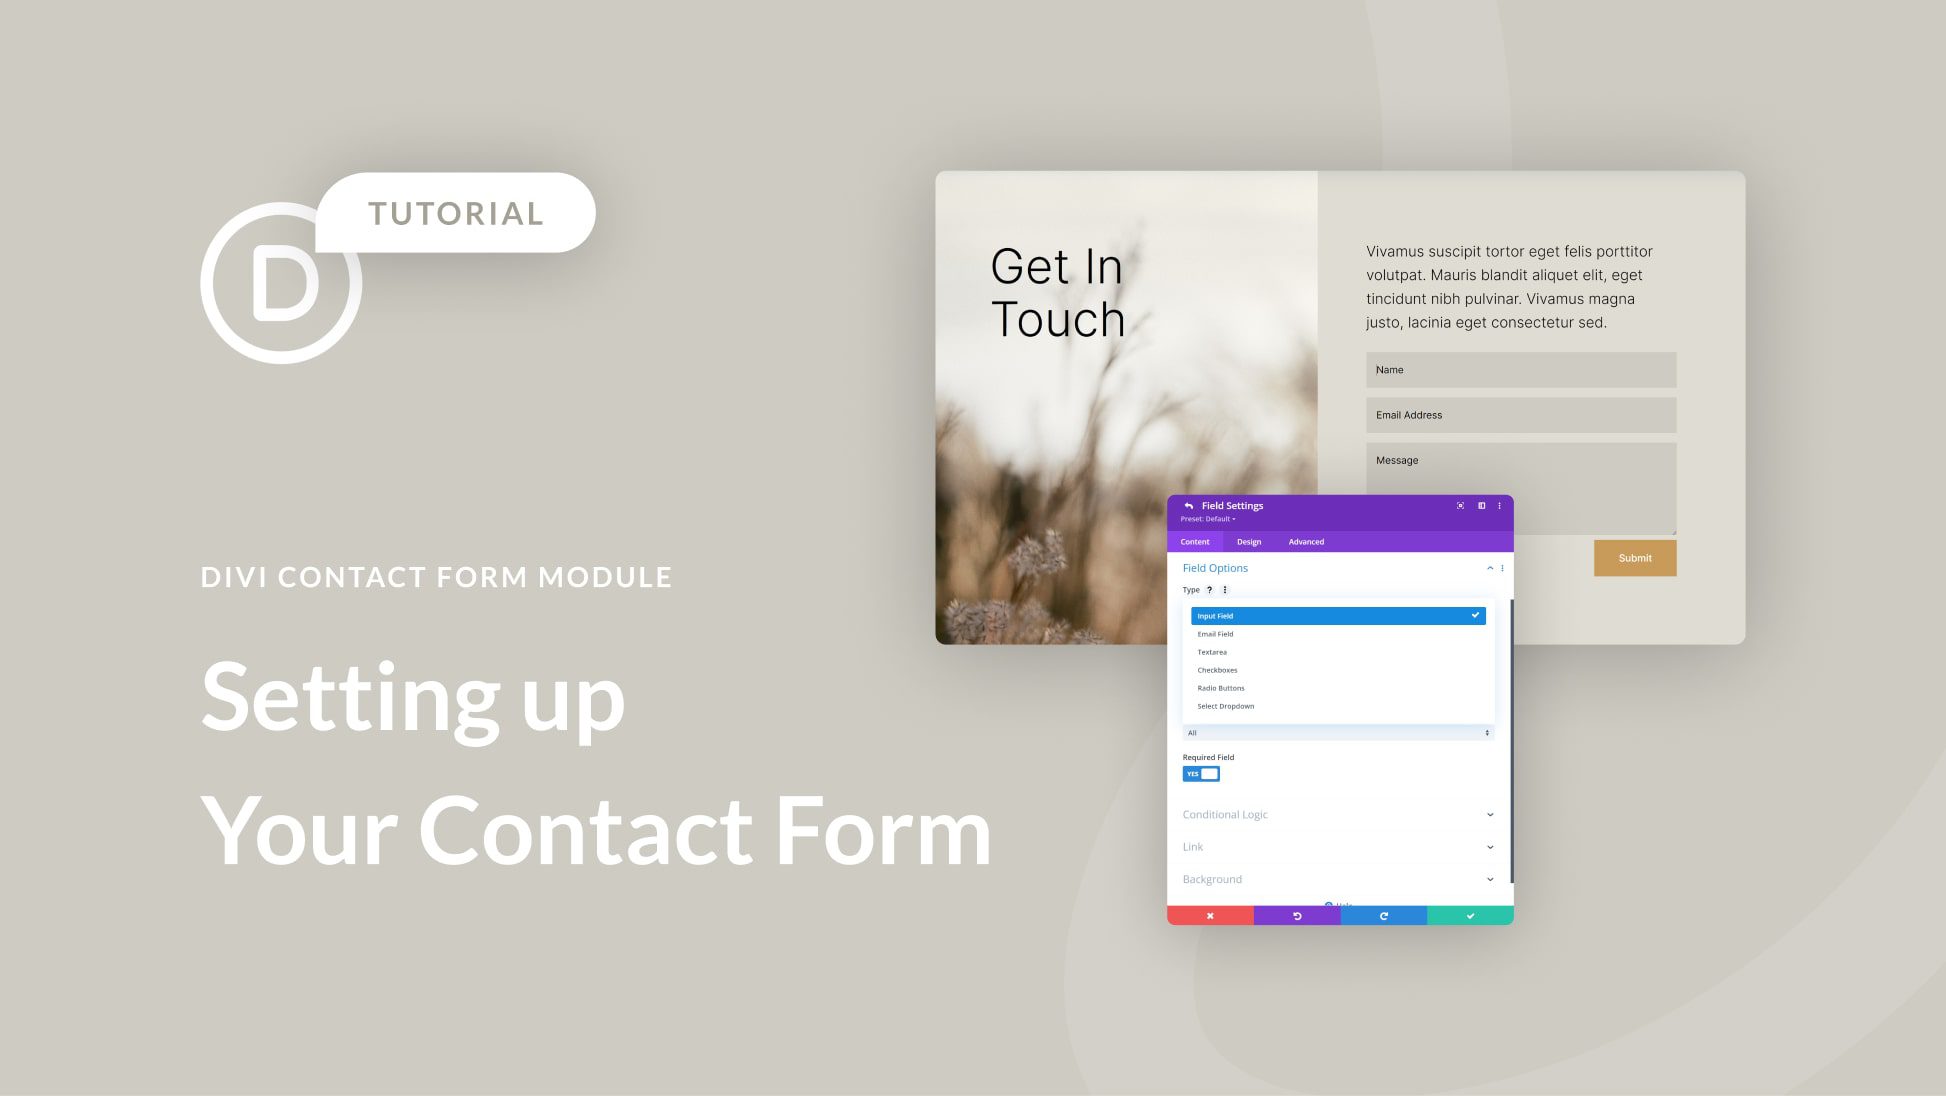 TUTORIAL
D
DIVI CONTACT FORM MODULE
Setting up
Your Contact Form
Get In
Touch
Vivamus suscipit tortor eget felis porttitor
volutpat. Mauris blandit aliquet elit, eget
tincidunt nibh pulvinar. Vivamus magna
justo, lacinia eget consectetur sed.
Name
Email Address
Message
Submit
Field Settings
Preset: Default
Content Design Advanced
Field Options
Type ?
Input Field
Email Field
Textarea
Checkboxes
Radio Buttons
Select Dropdown
All
Required Field
YES
Conditional Logic
Link
Background